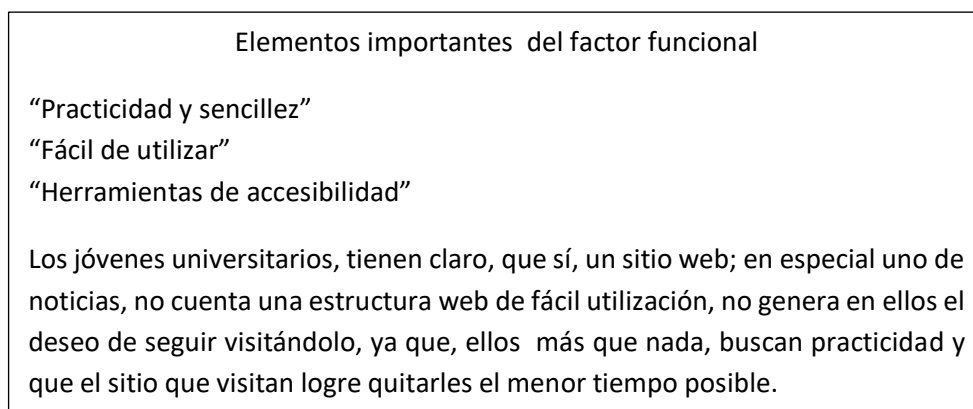 Elementos importantes  del factor funcional
“Practicidad y sencillez”
“Fácil de utilizar”
“Herramientas de accesibilidad”
Los jóvenes universitarios, tienen claro, que sí, un sitio web; en especial uno de
noticias, no cuenta una estructura web de fácil utilización, no genera en ellos el
deseo de seguir visitándolo, ya que, ellos  más que nada, buscan practicidad y
que el sitio que visitan logre quitarles el menor tiempo posible.